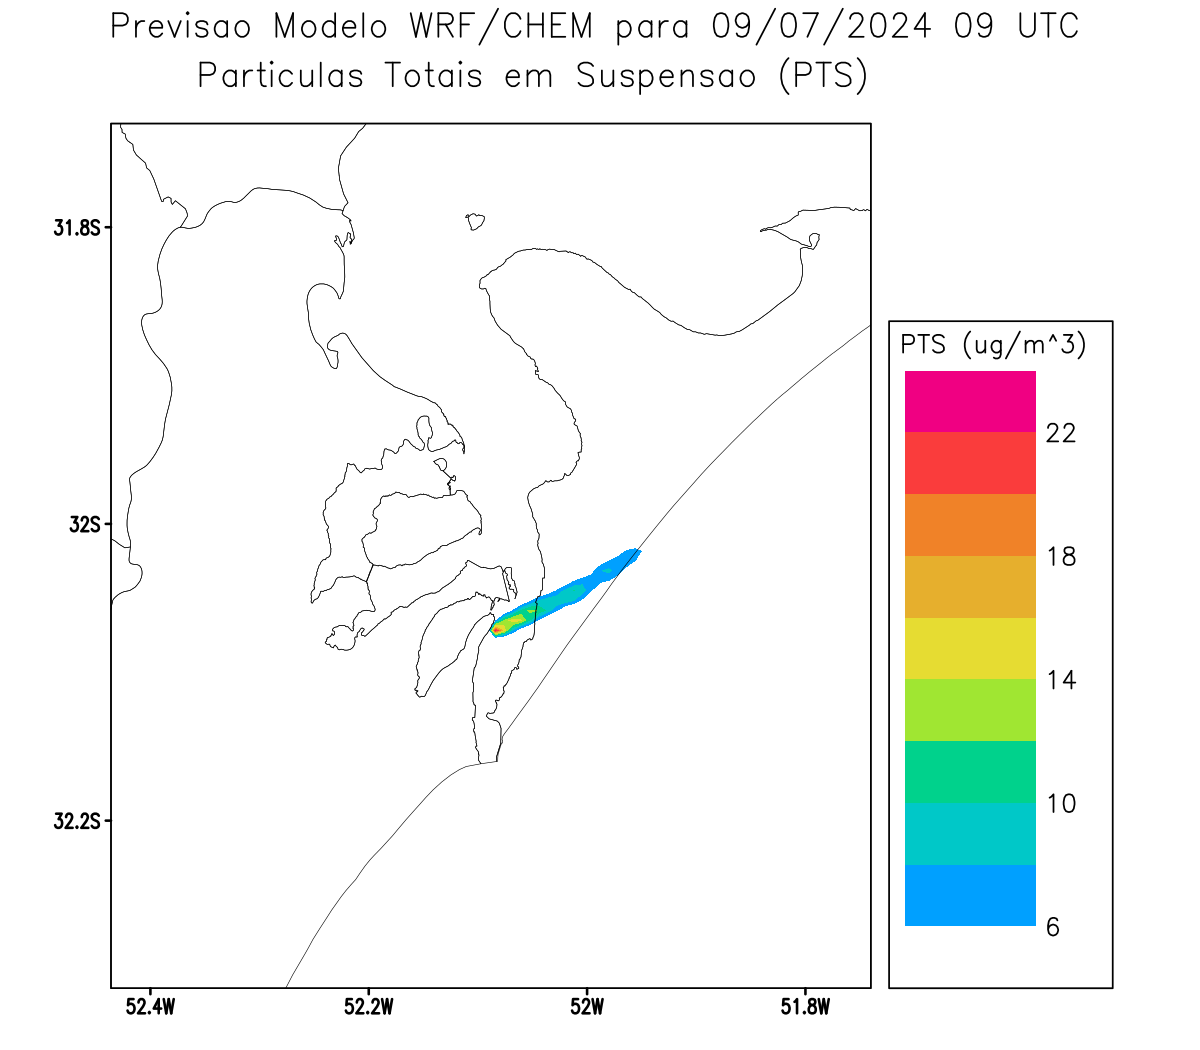 Previsao Modelo WRF/CHEM para 09/07/2024 09 UTC
Particulas Totais em Suspensao (PTS)
31.8S
32S
32.2S
52.4W
52.2W
52W
51.8W
PTS (ug/m^3)
22
18
14
10
6